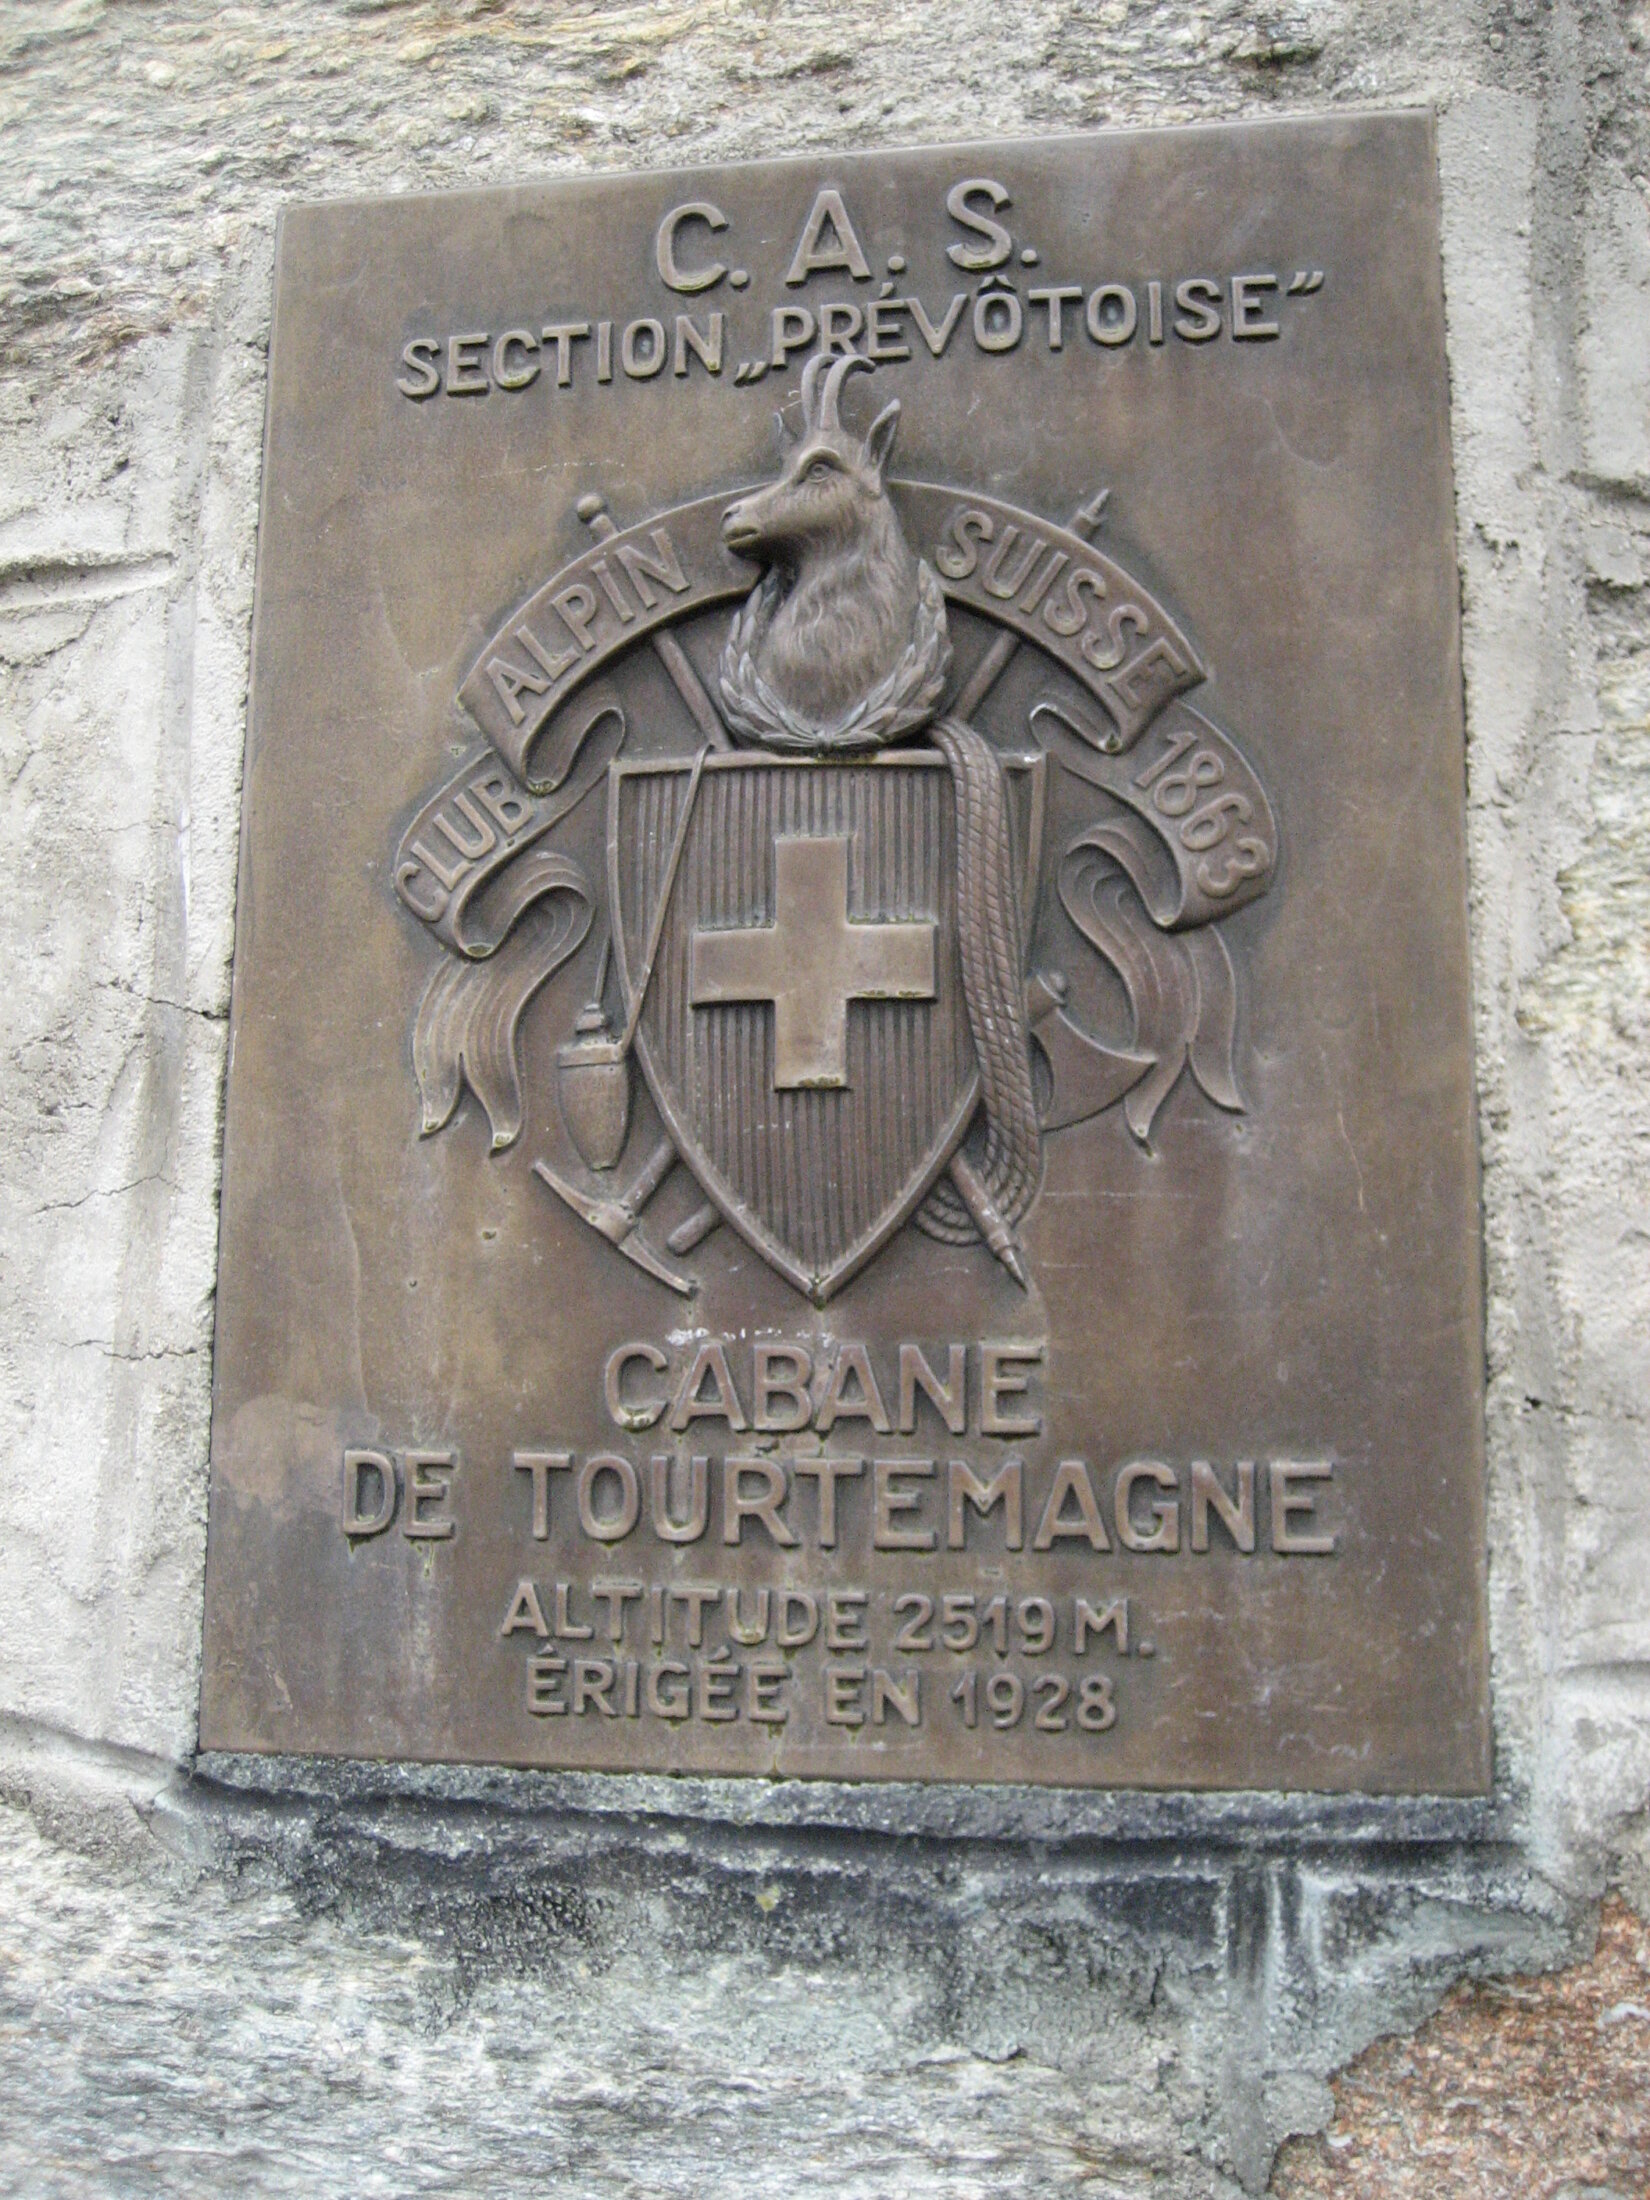 C. A. S.
SECTION „PRÉVÔTOISE”
CLUB ALPIN SUISSE 1863
CABANE
DE TOURTEMAGNE
ALTITUDE 2519 M.
ÉRIGÉE EN 1928